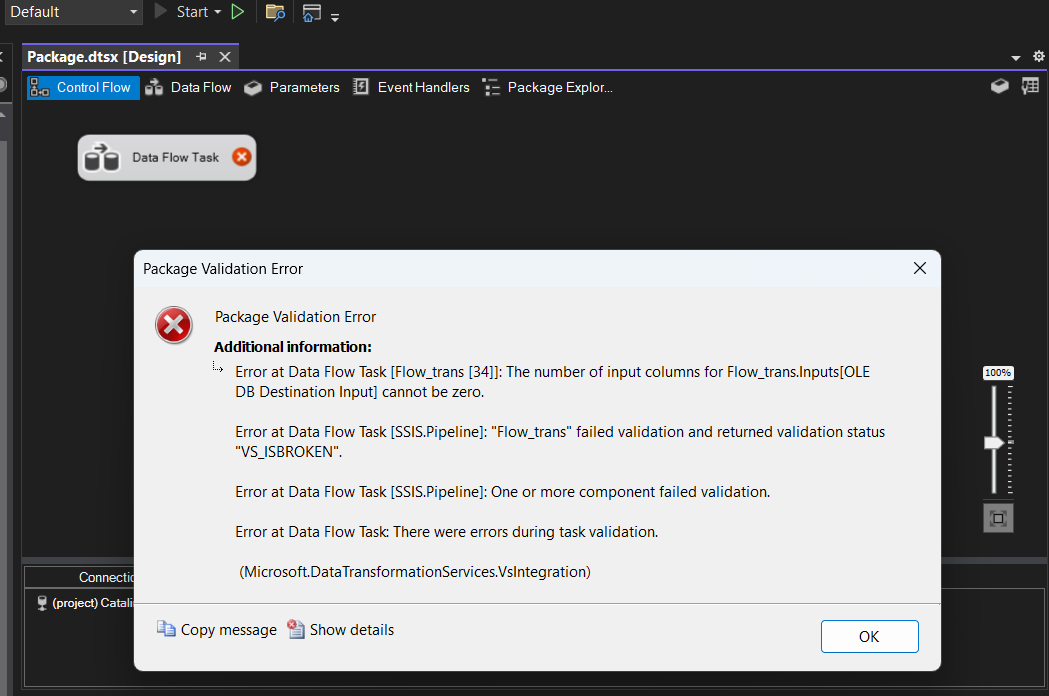 Default
Start
Package.dtsx [Design]
Control Flow
Data Flow
Parameters
Event Handlers
Package Explor...
Data Flow Task
Package Validation Error
Package Validation Error
Additional information:
Error at Data Flow Task [Flow_trans [34]]: The number of input columns for Flow_trans.Inputs[OLE
DB Destination Input] cannot be zero.
Error at Data Flow Task [SSIS.Pipeline]: "Flow_trans" failed validation and returned validation status
"VS_ISBROKEN".
Error at Data Flow Task [SSIS.Pipeline]: One or more component failed validation.
Error at Data Flow Task: There were errors during task validation.
(Microsoft.DataTransformationServices.VsIntegration)
100%
Connectio
(project) Catali
Copy message
Show details
OK